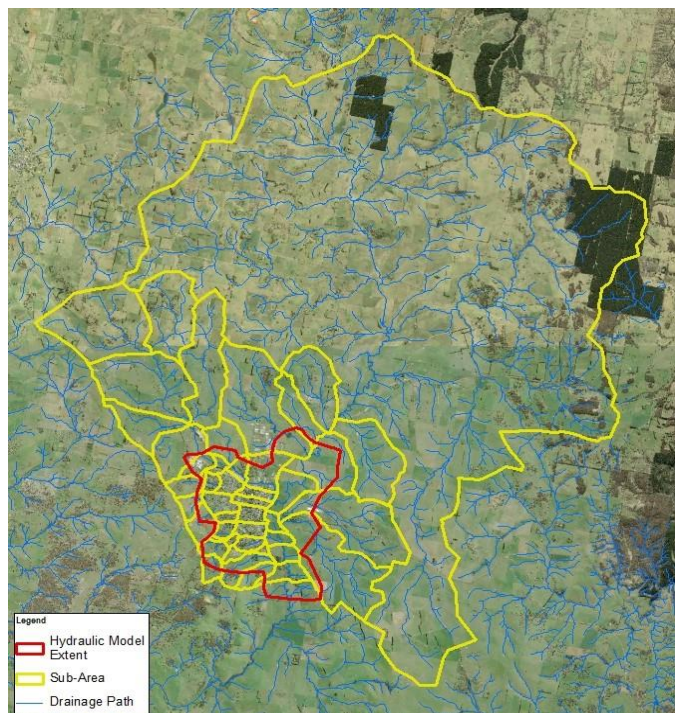 Legend
Hydraulic Model
Extent
Sub-Area
Drainage Path